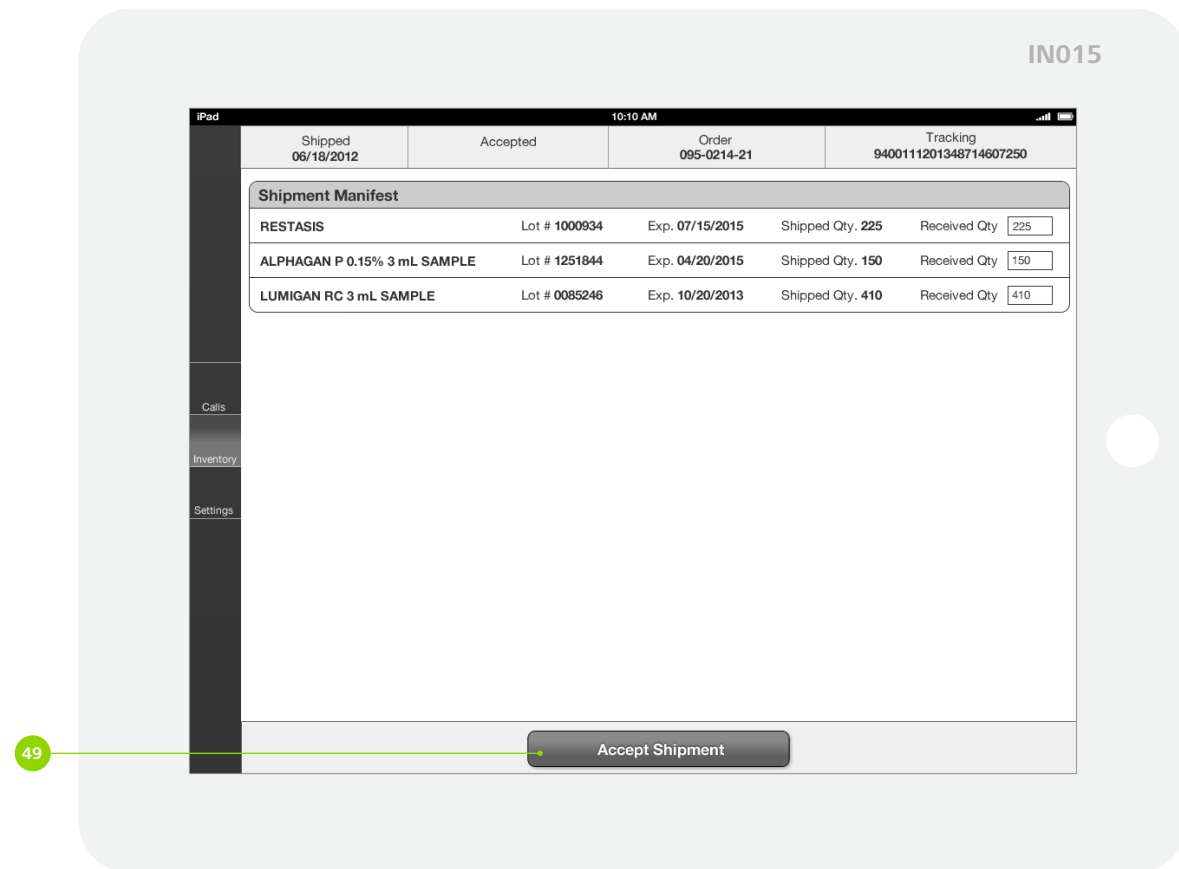 IN015
iPad 10:10 AM
Shipped Accepted Order Tracking
06/18/2012 095-0214-21 9400111201348714607250
Shipment Manifest
RESTASIS Lot # 1000934 Exp. 07/15/2015 Shipped Qty. 225 Received Qty 225
ALPHAGAN P 0.15% 3 mL SAMPLE Lot # 1251844 Exp. 04/20/2015 Shipped Qty. 150 Received Qty 150
LUMIGAN RC 3 mL SAMPLE Lot # 0085246 Exp. 10/20/2013 Shipped Qty. 410 Received Qty 410
Calls
Inventory
Settings
49 Accept Shipment